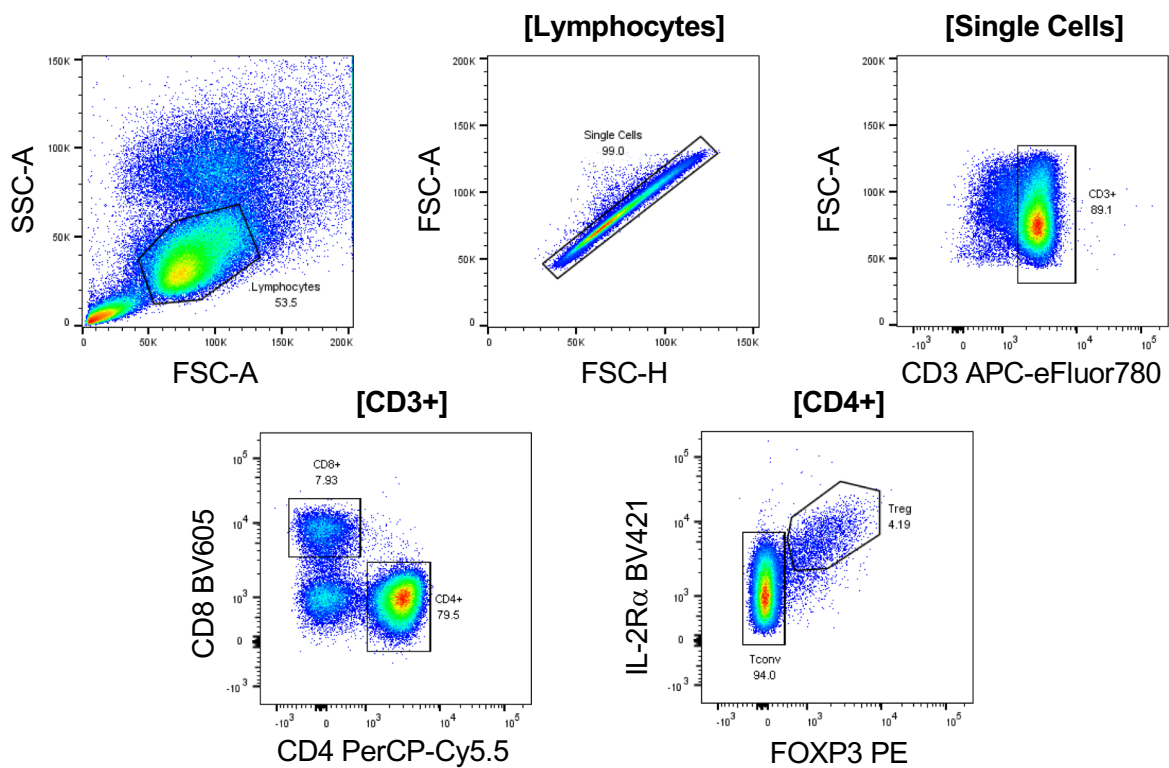 [Lymphocytes]
[Single Cells]
150K
100K
50K
0
SSC-A
Lymphocytes
53.5
0
50K
100K
150K
200K
FSC-A
200K
150K
100K
50K
0
FSC-A
Single Cells
99.0
0
50K
100K
150K
FSC-H
200K
150K
100K
50K
0
FSC-A
CD3+
89.1
-10³
10³
10⁴
10⁵
CD3 APC-eFluor780
[CD3+]
[CD4+]
10⁵
10⁴
10³
0
-10³
CD8 BV605
CD8+
7.93
CD4+
79.5
-10³
0
10³
10⁴
10⁵
CD4 PerCP-Cy5.5
10⁵
10⁴
10³
0
-10³
IL-2Rα BV421
Treg
4.19
Tconv
94.0
-10³
0
10³
10⁴
10⁵
FOXP3 PE